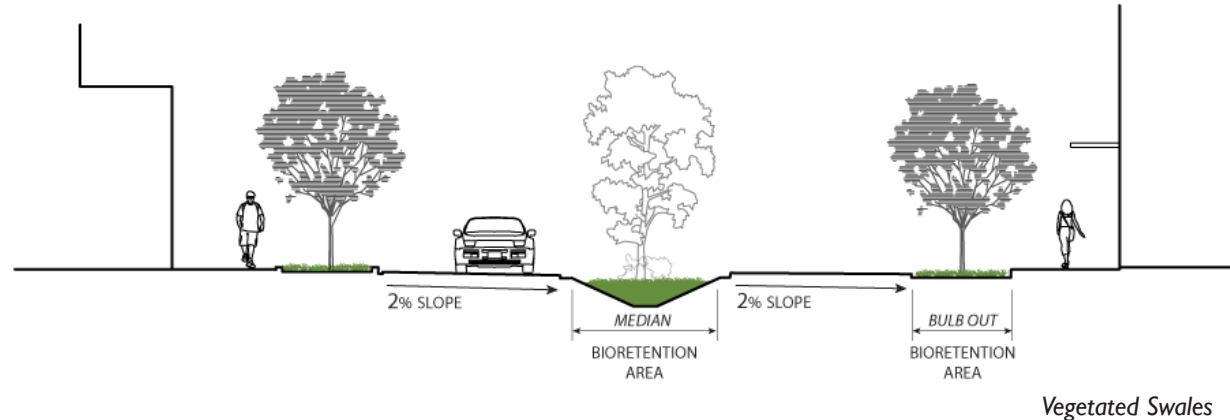 2% SLOPE
MEDIAN
BIORETENTION
AREA
2% SLOPE
BULB OUT
BIORETENTION
AREA
Vegetated Swales